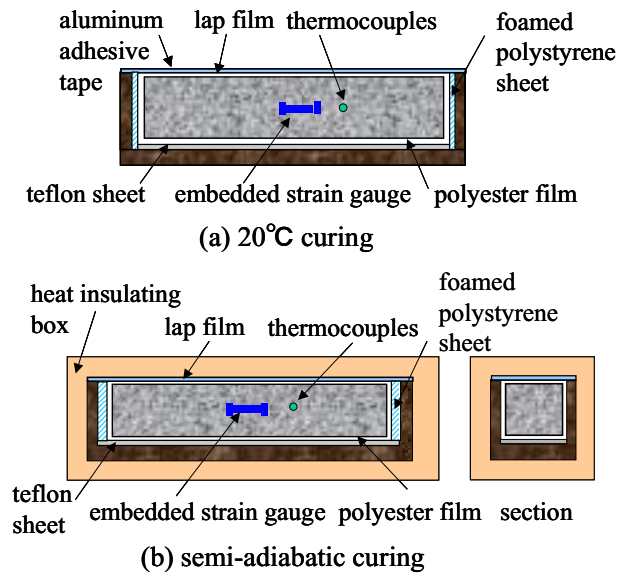 aluminum
adhesive
tape
lap film
thermocouples
foamed
polystyrene
sheet
teflon sheet
embedded strain gauge
polyester film
(a) 20℃ curing
heat insulating
box
lap film
thermocouples
foamed
polystyrene
sheet
teflon
sheet
embedded strain gauge
polyester film
section
(b) semi-adiabatic curing